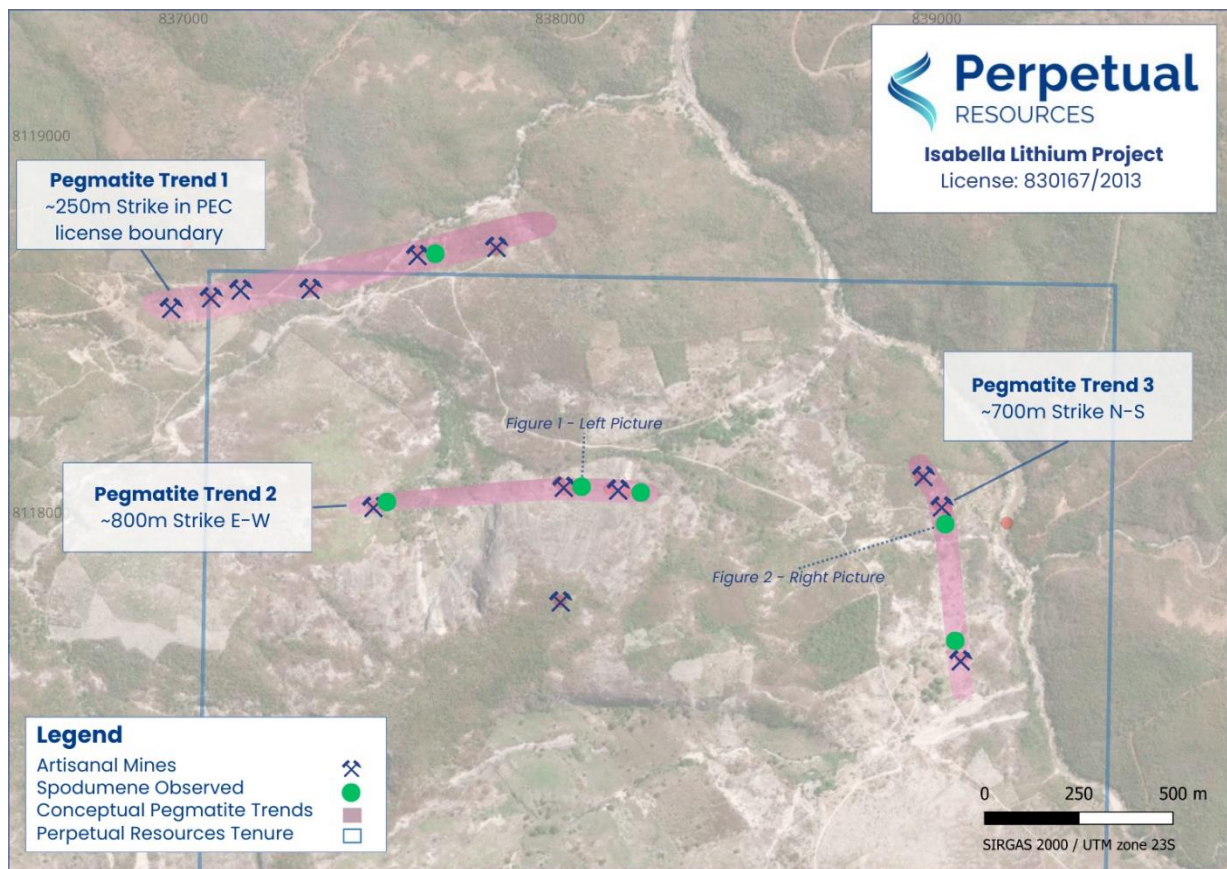 837000
838000
839000
8119000
8118000
Perpetual
RESOURCES
Isabella Lithium Project
License: 830167/2013
Pegmatite Trend 1
~250m Strike in PEC
license boundary
Pegmatite Trend 3
~700m Strike N-S
Figure 1 - Left Picture
Pegmatite Trend 2
~800m Strike E-W
Figure 2 - Right Picture
Legend
Artisanal Mines
Spodumene Observed
Conceptual Pegmatite Trends
Perpetual Resources Tenure
0 250 500 m
SIRGAS 2000 / UTM zone 23S